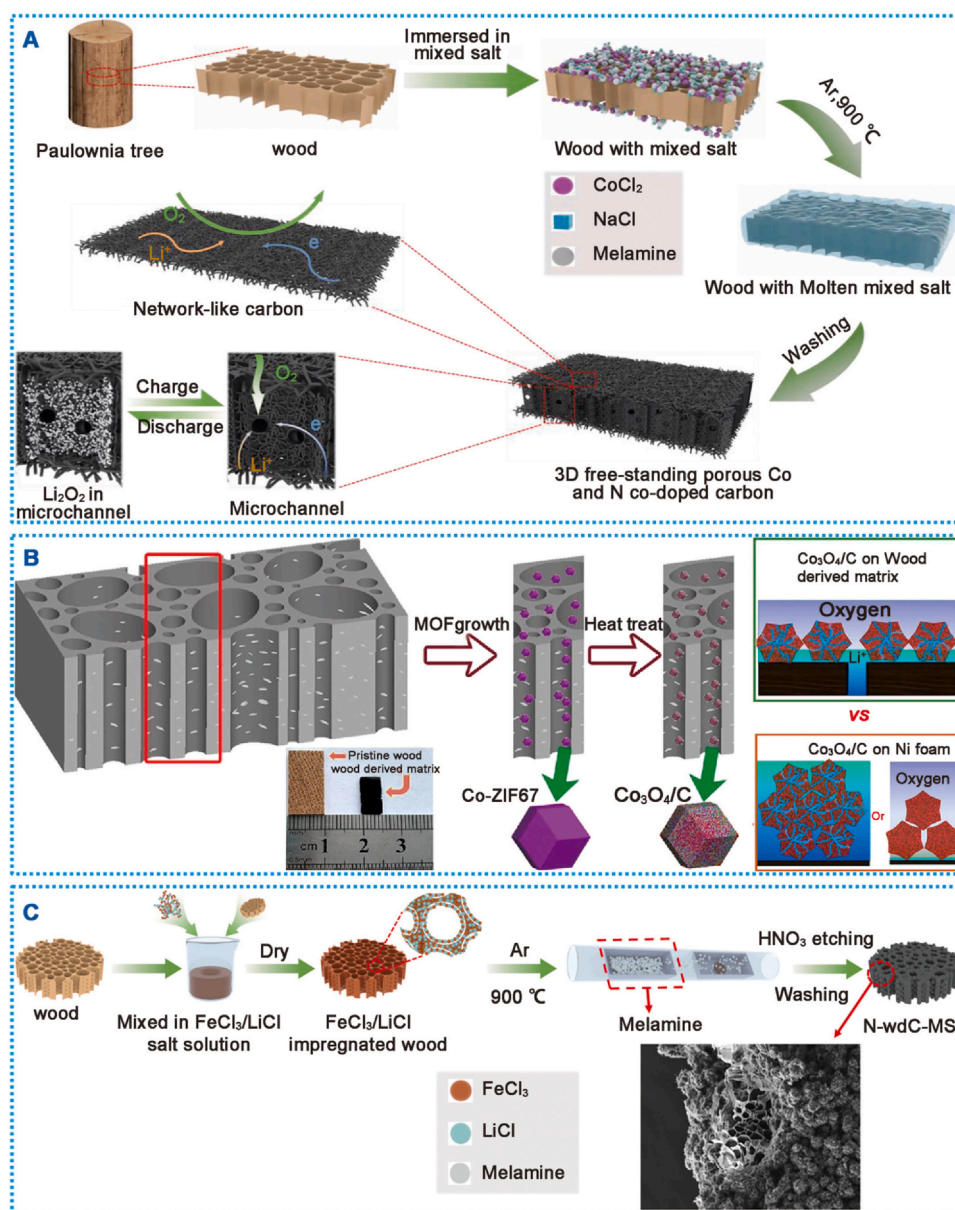 A
Immersed in
mixed salt
Ar,900 ℃
Paulownia tree
wood
Wood with mixed salt
CoCl₂
NaCl
Melamine
O₂
Li⁺
e⁻
Network-like carbon
Wood with Molten mixed salt
Washing
Charge
Discharge
O₂
e⁻
Li⁺
Li₂O₂ in
microchannel
Microchannel
3D free-standing porous Co
and N co-doped carbon
B
MOFgrowth
Heat treat
Co₃O₄/C on Wood
derived matrix
Oxygen
Li⁺
vs
Co₃O₄/C on Ni foam
Or
Oxygen
Pristine wood
wood derived matrix
cm 1 2 3
Co-ZIF67
Co₃O₄/C
C
wood
Mixed in FeCl₃/LiCl
salt solution
Dry
FeCl₃/LiCl
impregnated wood
Ar
900 ℃
Melamine
HNO₃ etching
Washing
N-wdC-MS
FeCl₃
LiCl
Melamine